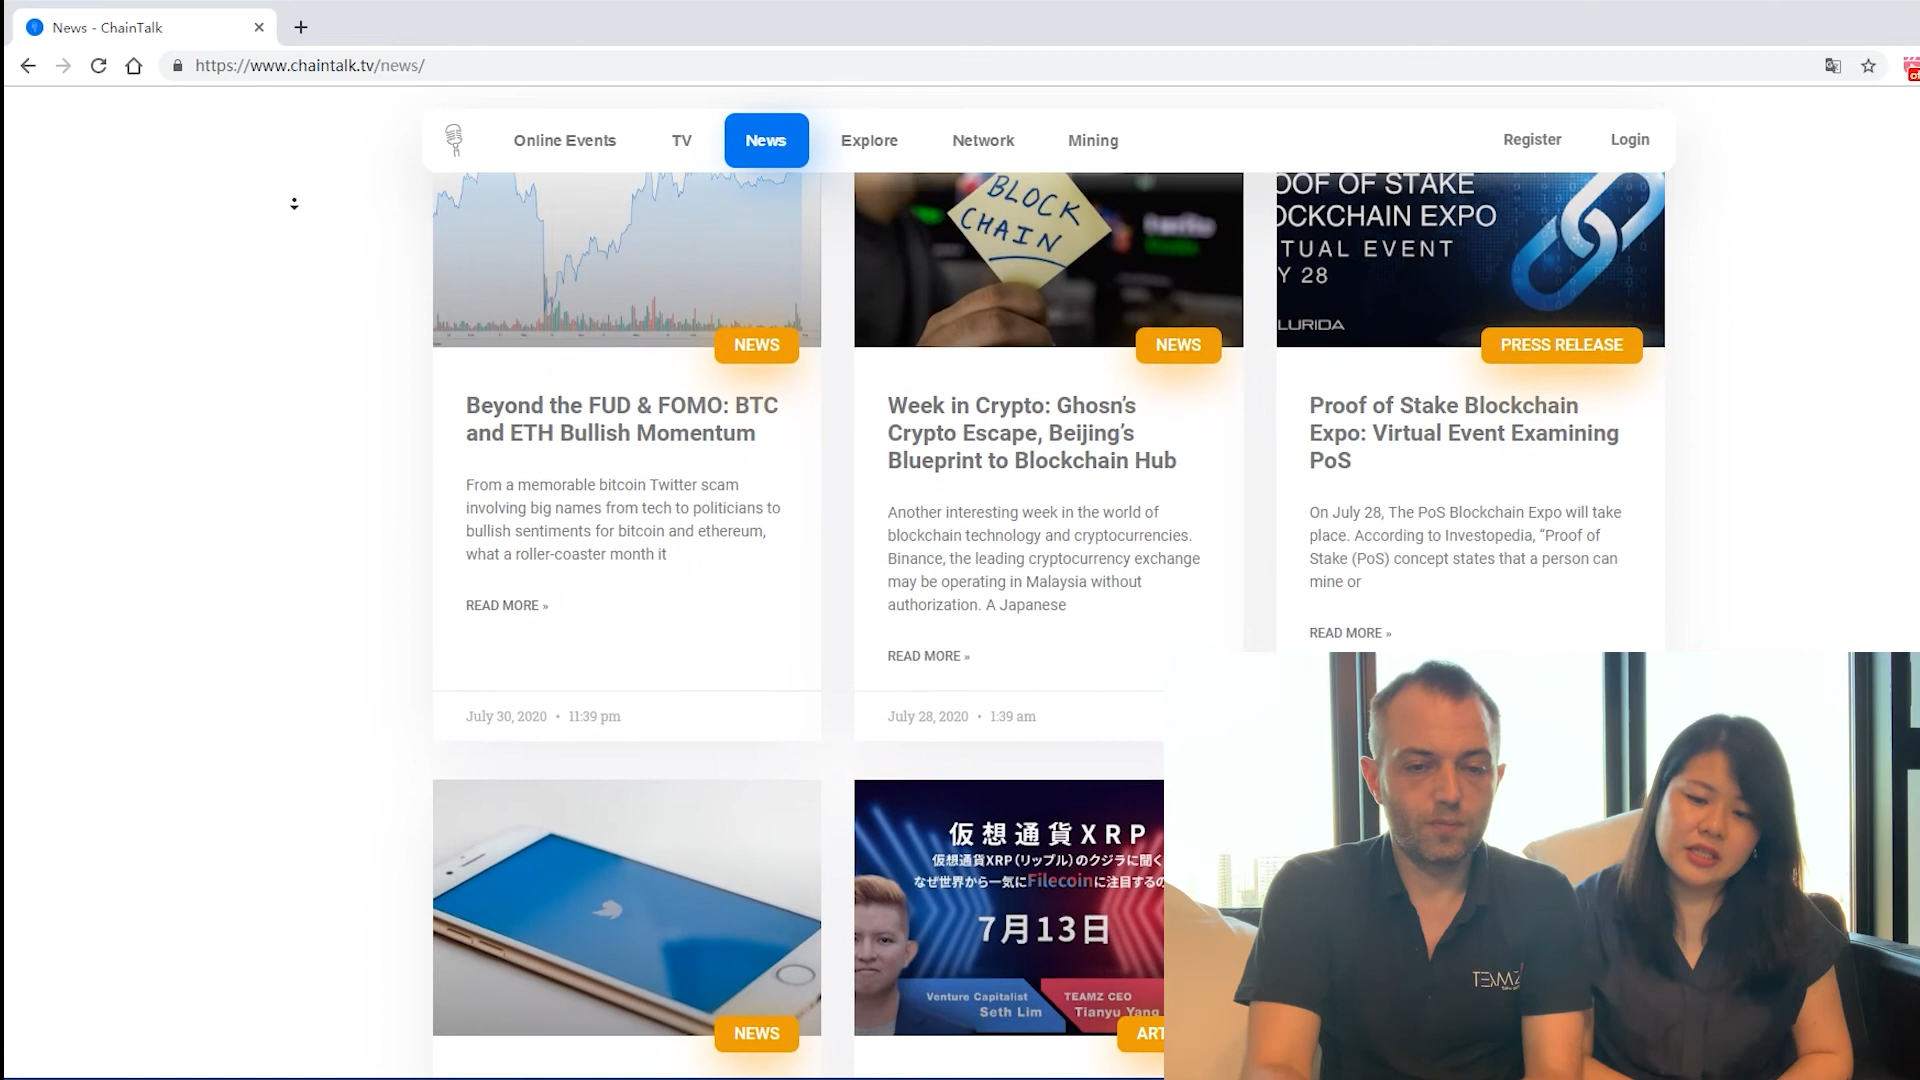 News - ChainTalk
https://www.chaintalk.tv/news/
Online Events
TV
News
Explore
Network
Mining
Register
Login
BLOCK
CHAIN
OOF OF STAKE
OCKCHAIN EXPO
TUAL EVENT
Y 28
LURIDA
NEWS
NEWS
PRESS RELEASE
Beyond the FUD & FOMO: BTC
and ETH Bullish Momentum
From a memorable bitcoin Twitter scam
involving big names from tech to politicians to
bullish sentiments for bitcoin and ethereum,
what a roller-coaster month it
READ MORE »
July 30, 2020 • 11:39 pm
Week in Crypto: Ghosn’s
Crypto Escape, Beijing’s
Blueprint to Blockchain Hub
Another interesting week in the world of
blockchain technology and cryptocurrencies.
Binance, the leading cryptocurrency exchange
may be operating in Malaysia without
authorization. A Japanese
READ MORE »
July 28, 2020 • 1:39 am
Proof of Stake Blockchain
Expo: Virtual Event Examining
PoS
On July 28, The PoS Blockchain Expo will take
place. According to Investopedia, “Proof of
Stake (PoS) concept states that a person can
mine or
READ MORE »
仮想通貨XRP
仮想通貨XRP(リップル)のクジラに聞く
なぜ世界から一気にFilecoinに注目するの
7月13日
Venture Capitalist
Seth Lim
TEAMZ CEO
Tianyu Yang
NEWS
ART
TEAMZ